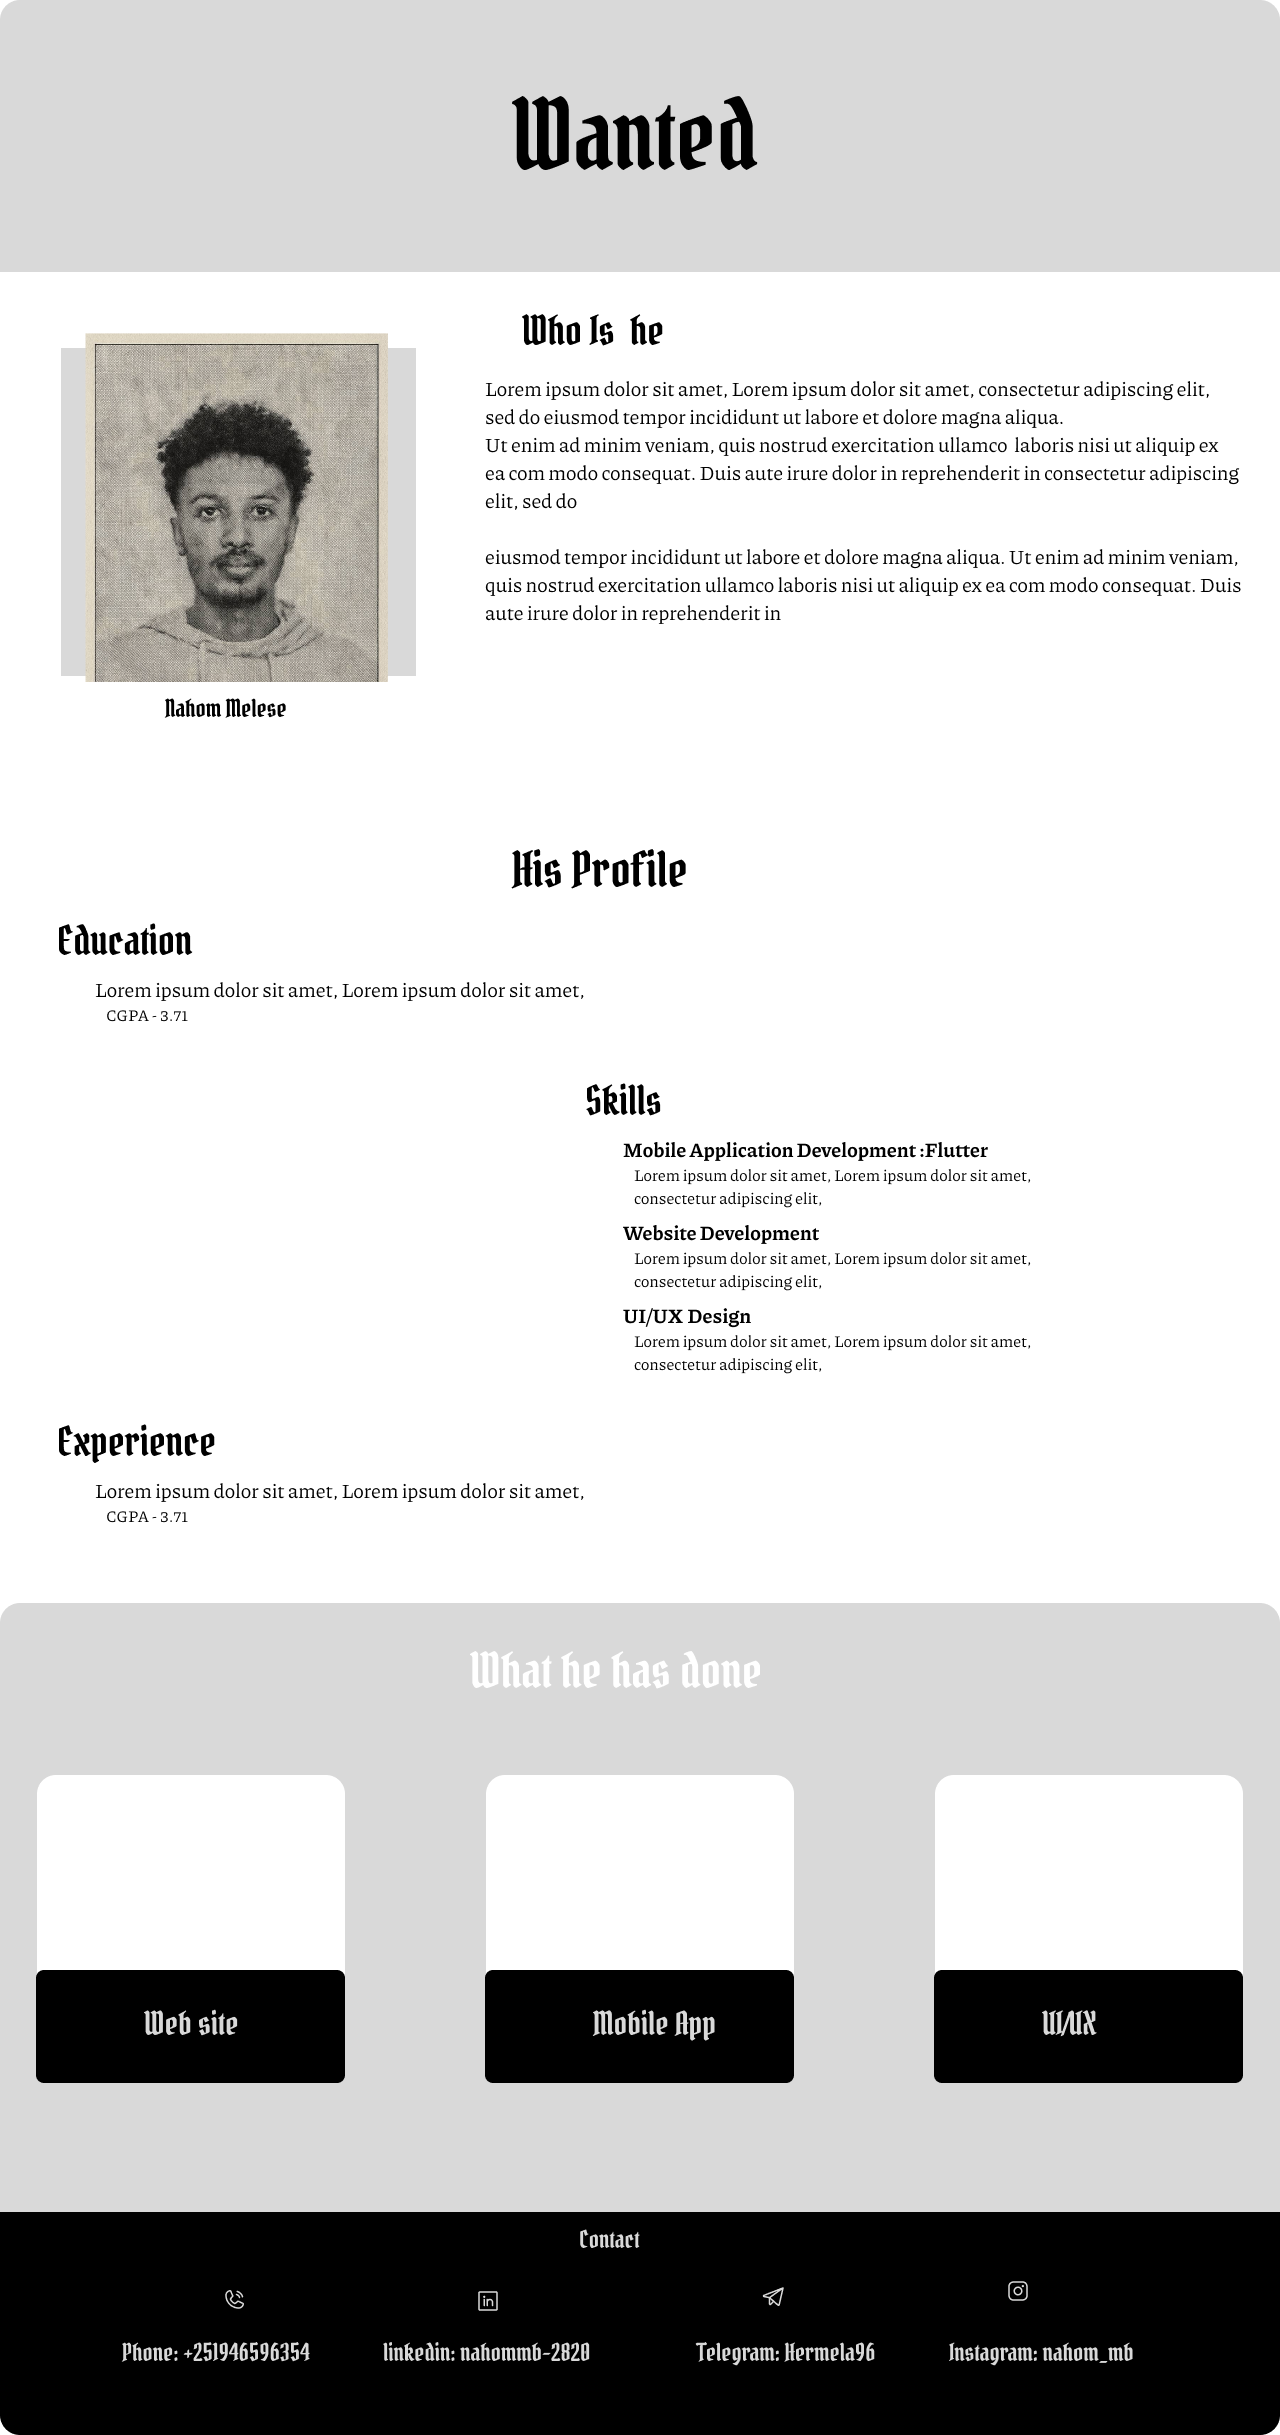 Wanted
Who Is he
Lorem ipsum dolor sit amet, Lorem ipsum dolor sit amet, consectetur adipiscing elit,
sed do eiusmod tempor incididunt ut labore et dolore magna aliqua.
Ut enim ad minim veniam, quis nostrud exercitation ullamco laboris nisi ut aliquip ex
ea com modo consequat. Duis aute irure dolor in reprehenderit in consectetur adipiscing
elit, sed do
eiusmod tempor incididunt ut labore et dolore magna aliqua. Ut enim ad minim veniam,
quis nostrud exercitation ullamco laboris nisi ut aliquip ex ea com modo consequat. Duis
aute irure dolor in reprehenderit in
Nahom Melese
His Profile
Education
Lorem ipsum dolor sit amet, Lorem ipsum dolor sit amet,
CGPA - 3.71
Skills
Mobile Application Development :Flutter
Lorem ipsum dolor sit amet, Lorem ipsum dolor sit amet,
consectetur adipiscing elit,
Website Development
Lorem ipsum dolor sit amet, Lorem ipsum dolor sit amet,
consectetur adipiscing elit,
UI/UX Design
Lorem ipsum dolor sit amet, Lorem ipsum dolor sit amet,
consectetur adipiscing elit,
Experience
Lorem ipsum dolor sit amet, Lorem ipsum dolor sit amet,
CGPA - 3.71
What he has done
Web site
Mobile App
UI/UX
Contact
Phone: +251946596354
linkedin: nahommb-2820
Telegram: Hermela96
Instagram: nahom_mb